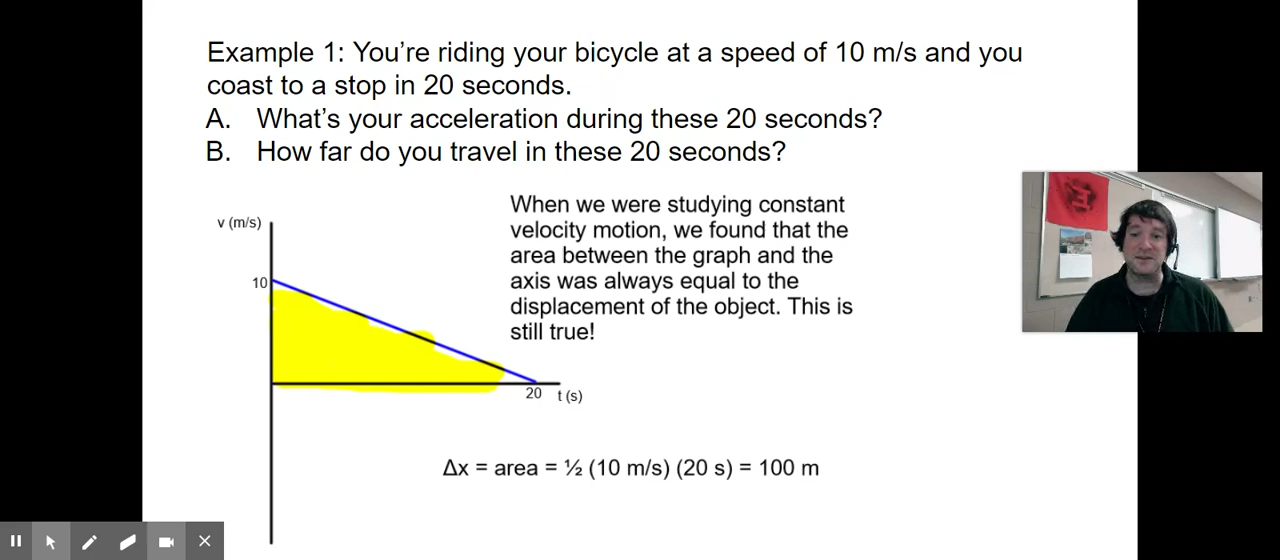 Example 1: You’re riding your bicycle at a speed of 10 m/s and you
coast to a stop in 20 seconds.
A. What’s your acceleration during these 20 seconds?
B. How far do you travel in these 20 seconds?
When we were studying constant
velocity motion, we found that the
area between the graph and the
axis was always equal to the
displacement of the object. This is
still true!
v (m/s)
10
20 t (s)
Δx = area = ½ (10 m/s) (20 s) = 100 m